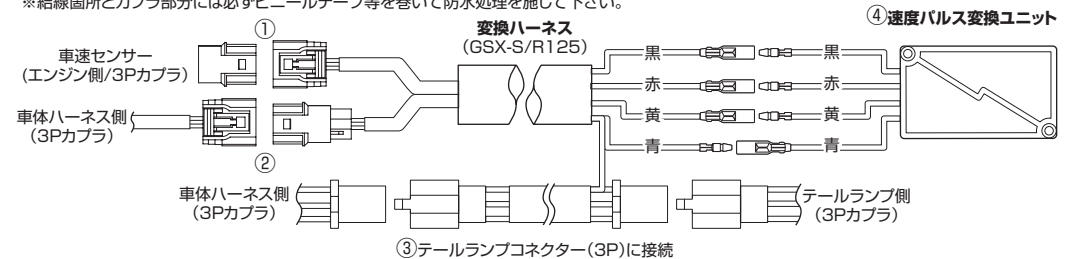 ※結線箇所とカプラ部分には必ずビニールテープ等を巻いて防水処理を施して下さい。
①
変換ハーネス
(GSX-S/R125)
④速度パルス変換ユニット
車速センサー
(エンジン側/3Pカプラ)
黒 黒
赤 赤
黄 黄
青 青
車体ハーネス側
(3Pカプラ)
②
車体ハーネス側
(3Pカプラ)
テールランプ側
(3Pカプラ)
③テールランプコネクター(3P)に接続